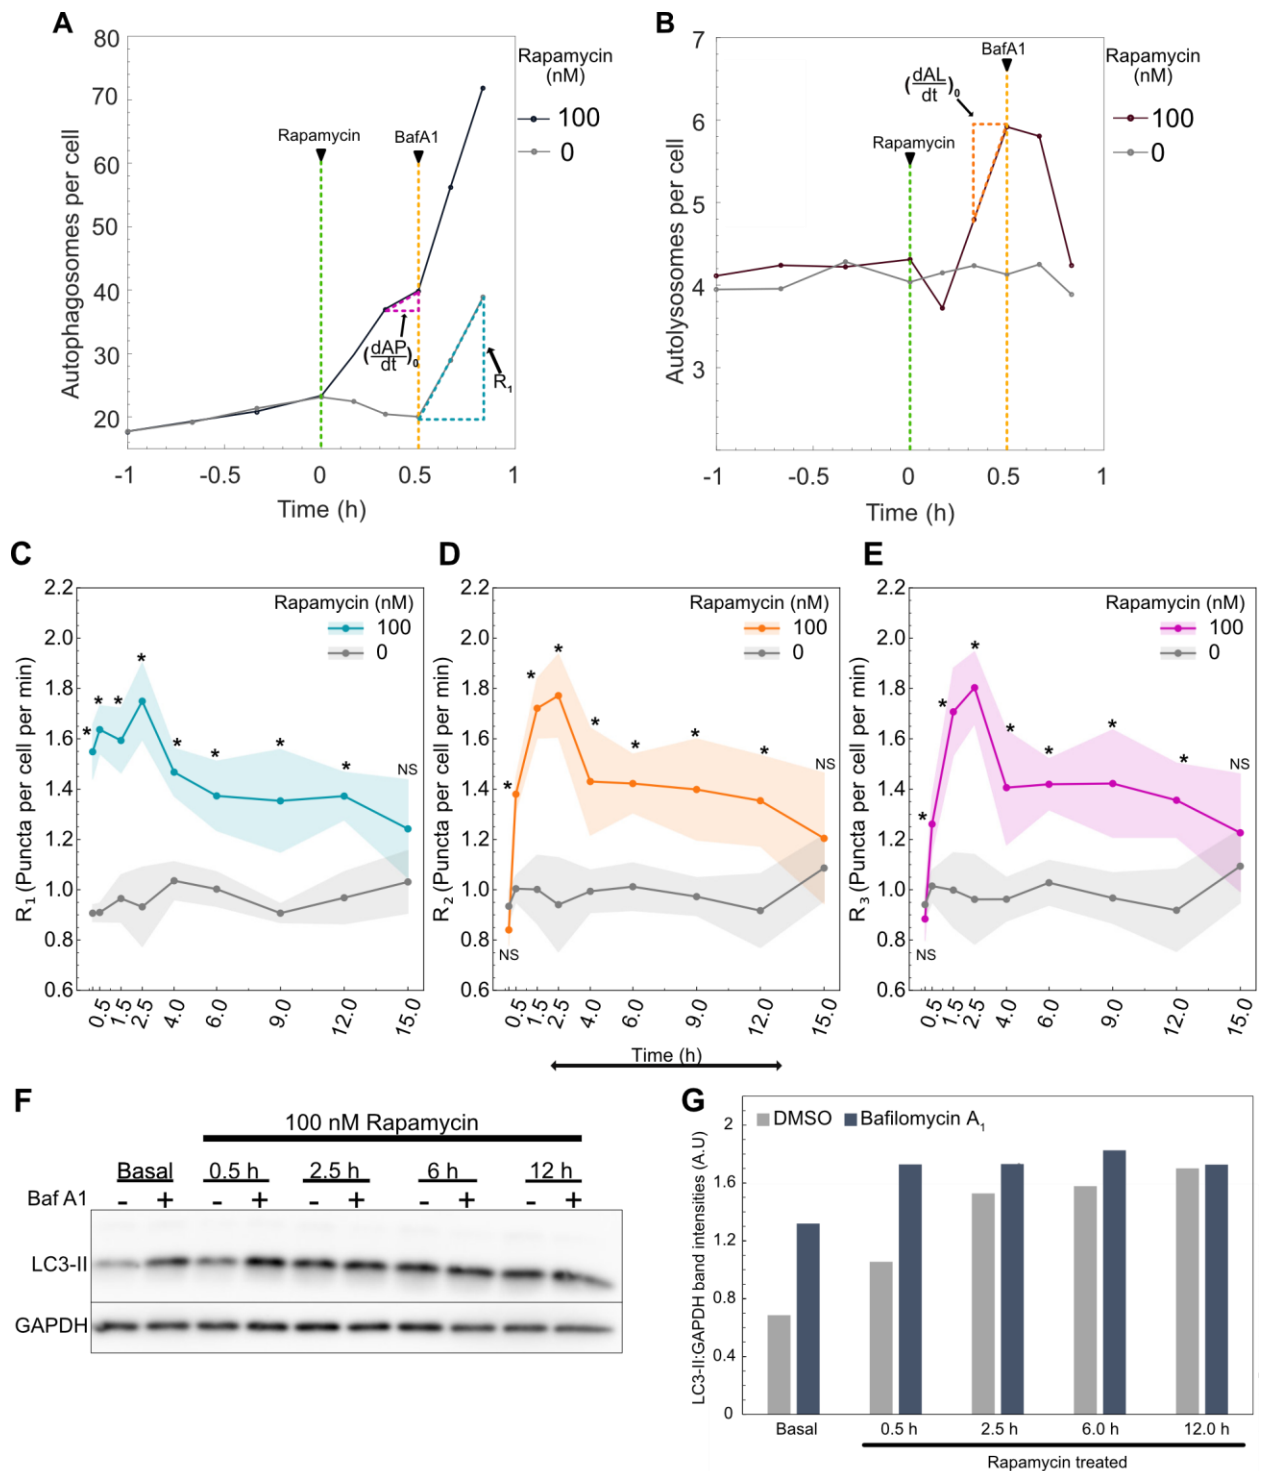 A
80
70
60
50
40
30
20
Autophagosomes per cell
-1
-0.5
0
0.5
1
Time (h)
Rapamycin
BafA1
(dAP/dt)0
R1
Rapamycin
(nM)
100
0
B
7
6
5
4
3
Autolysosomes per cell
-1
-0.5
0
0.5
1
Time (h)
Rapamycin
BafA1
(dAL/dt)0
Rapamycin
(nM)
100
0
C
2.2
2.0
1.8
1.6
1.4
1.2
1.0
0.8
0.6
R1 (Puncta per cell per min)
Rapamycin (nM)
100
0
* * * * * * * *
NS
0.5
1.5
2.5
4.0
6.0
9.0
12.0
15.0
D
2.2
2.0
1.8
1.6
1.4
1.2
1.0
0.8
0.6
R2 (Puncta per cell per min)
Rapamycin (nM)
100
0
* * * * * * *
NS
NS
0.5
1.5
2.5
4.0
6.0
9.0
12.0
15.0
E
2.2
2.0
1.8
1.6
1.4
1.2
1.0
0.8
0.6
R3 (Puncta per cell per min)
Rapamycin (nM)
100
0
* * * * * * *
NS
NS
0.5
1.5
2.5
4.0
6.0
9.0
12.0
15.0
Time (h)
F
100 nM Rapamycin
Basal 0.5 h 2.5 h 6 h 12 h
Baf A1 - + - + - + - + - +
LC3-II
GAPDH
G
DMSO Bafilomycin A1
LC3-II:GAPDH band intensities (A.U)
2
1.6
1.2
0.8
0.4
0
Basal 0.5 h 2.5 h 6.0 h 12.0 h
Rapamycin treated